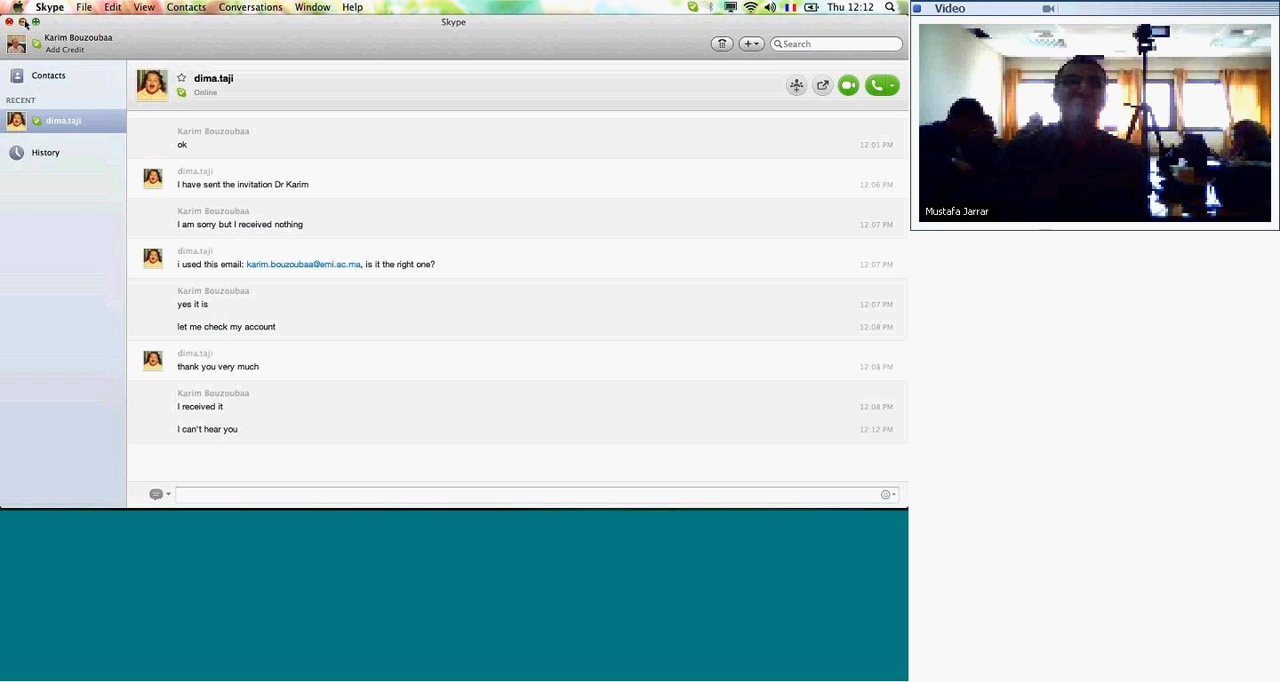 Skype File Edit View Contacts Conversations Window Help Thu 12:12
Skype
Karim Bouzoubaa
Add Credit
Search
Contacts
RECENT
dima.taji
History
dima.taji
Online
Karim Bouzoubaa
ok 12:01 PM
dima.taji
I have sent the invitation Dr Karim 12:06 PM
Karim Bouzoubaa
I am sorry but I received nothing 12:07 PM
dima.taji
i used this email: karim.bouzoubaa@emi.ac.ma, is it the right one? 12:07 PM
Karim Bouzoubaa
yes it is 12:07 PM
let me check my account 12:08 PM
dima.taji
thank you very much 12:08 PM
Karim Bouzoubaa
I received it 12:08 PM
I can't hear you 12:12 PM
Video
Mustafa Jarrar